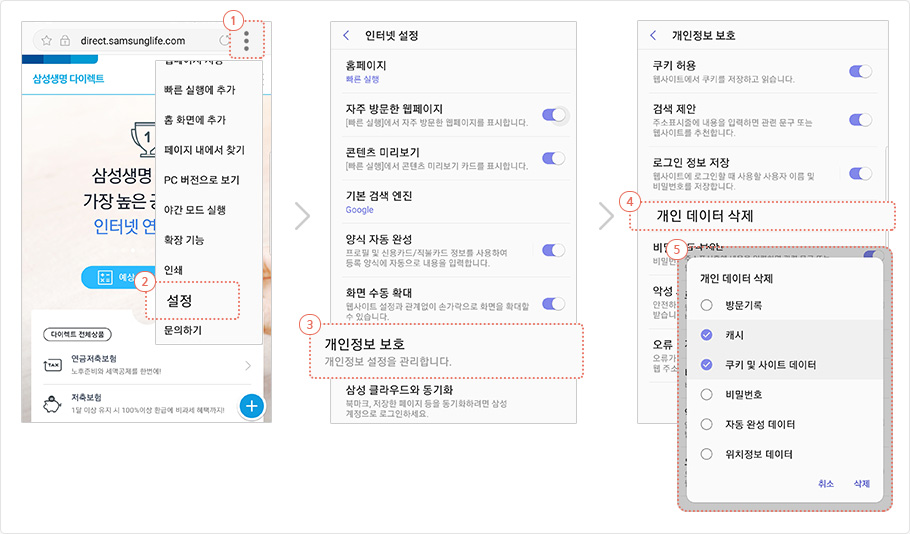 1
direct.samsunglife.com
삼성생명 다이렉트
빠른 실행에 추가
홈 화면에 추가
페이지 내에서 찾기
PC 버전으로 보기
야간 모드 실행
확장 기능
인쇄
2
설정
문의하기
1
삼성생명
가장 높은
인터넷 연
예상
다이렉트 전체상품
TAX
연금저축보험
노후준비와 세액공제를 한번에!
저축보험
1달 이상 유지 시 100%이상 환급에 비과세 혜택까지!
인터넷 설정
홈페이지
빠른 실행
자주 방문한 웹페이지
[빠른 실행]에서 자주 방문한 웹페이지를 표시합니다.
콘텐츠 미리보기
[빠른 실행]에서 콘텐츠 미리보기 카드를 표시합니다.
기본 검색 엔진
Google
양식 자동 완성
프로필 및 신용카드/직불카드 정보를 사용하여
등록 양식에 자동으로 내용을 입력합니다.
화면 수동 확대
웹사이트 설정과 관계없이 손가락으로 화면을 확대할
수 있습니다.
3
개인정보 보호
개인정보 설정을 관리합니다.
삼성 클라우드와 동기화
북마크, 저장한 페이지 등을 동기화하려면 삼성
계정으로 로그인하세요.
개인정보 보호
쿠키 허용
웹사이트에서 쿠키를 저장하고 읽습니다.
검색 제안
주소표시줄에 내용을 입력하면 관련 문구 또는
웹사이트를 추천합니다.
로그인 정보 저장
웹사이트에 로그인할 때 사용할 사용자 이름 및
비밀번호를 저장합니다.
4
개인 데이터 삭제
5
비밀번
악성
안전하
받습니
오류
오류가
웹 주소
개인 데이터 삭제
방문기록
캐시
쿠키 및 사이트 데이터
비밀번호
자동 완성 데이터
위치정보 데이터
취소
삭제